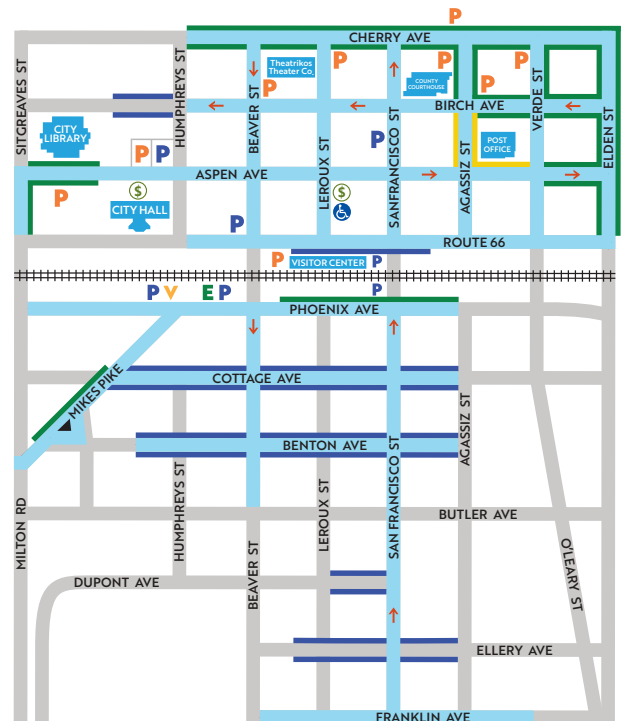 P
CHERRY AVE
SITGREAVES ST
HUMPHREYS ST
BEAVER ST
Theatrikos
Theater Co.
P
P
LEROUX ST
SANFRANCISCO ST
COUNTY
COURTHOUSE
P
P
P
AGASSIZ ST
VERDE ST
ELDEN ST
BIRCH AVE
CITY
LIBRARY
P
P
P
POST
OFFICE
ASPEN AVE
P
$
CITY HALL
P
$
ROUTE 66
P
VISITOR CENTER
P
P
P
V
E
P
PHOENIX AVE
COTTAGE AVE
MIKES PIKE
AGASSIZ ST
BENTON AVE
MILTON RD
HUMPHREYS ST
LEROUX ST
SAN FRANCISCO ST
BUTLER AVE
BEAVER ST
O'LEARY ST
DUPONT AVE
ELLERY AVE
FRANKLIN AVE